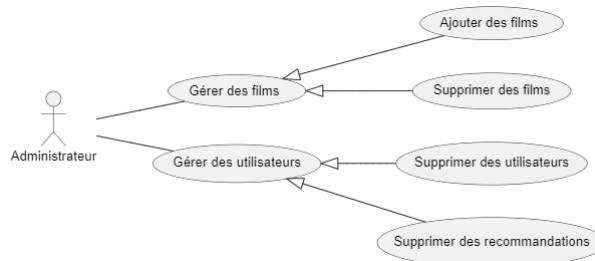 Ajouter des films
Gérer des films
Supprimer des films
Administrateur
Gérer des utilisateurs
Supprimer des utilisateurs
Supprimer des recommandations